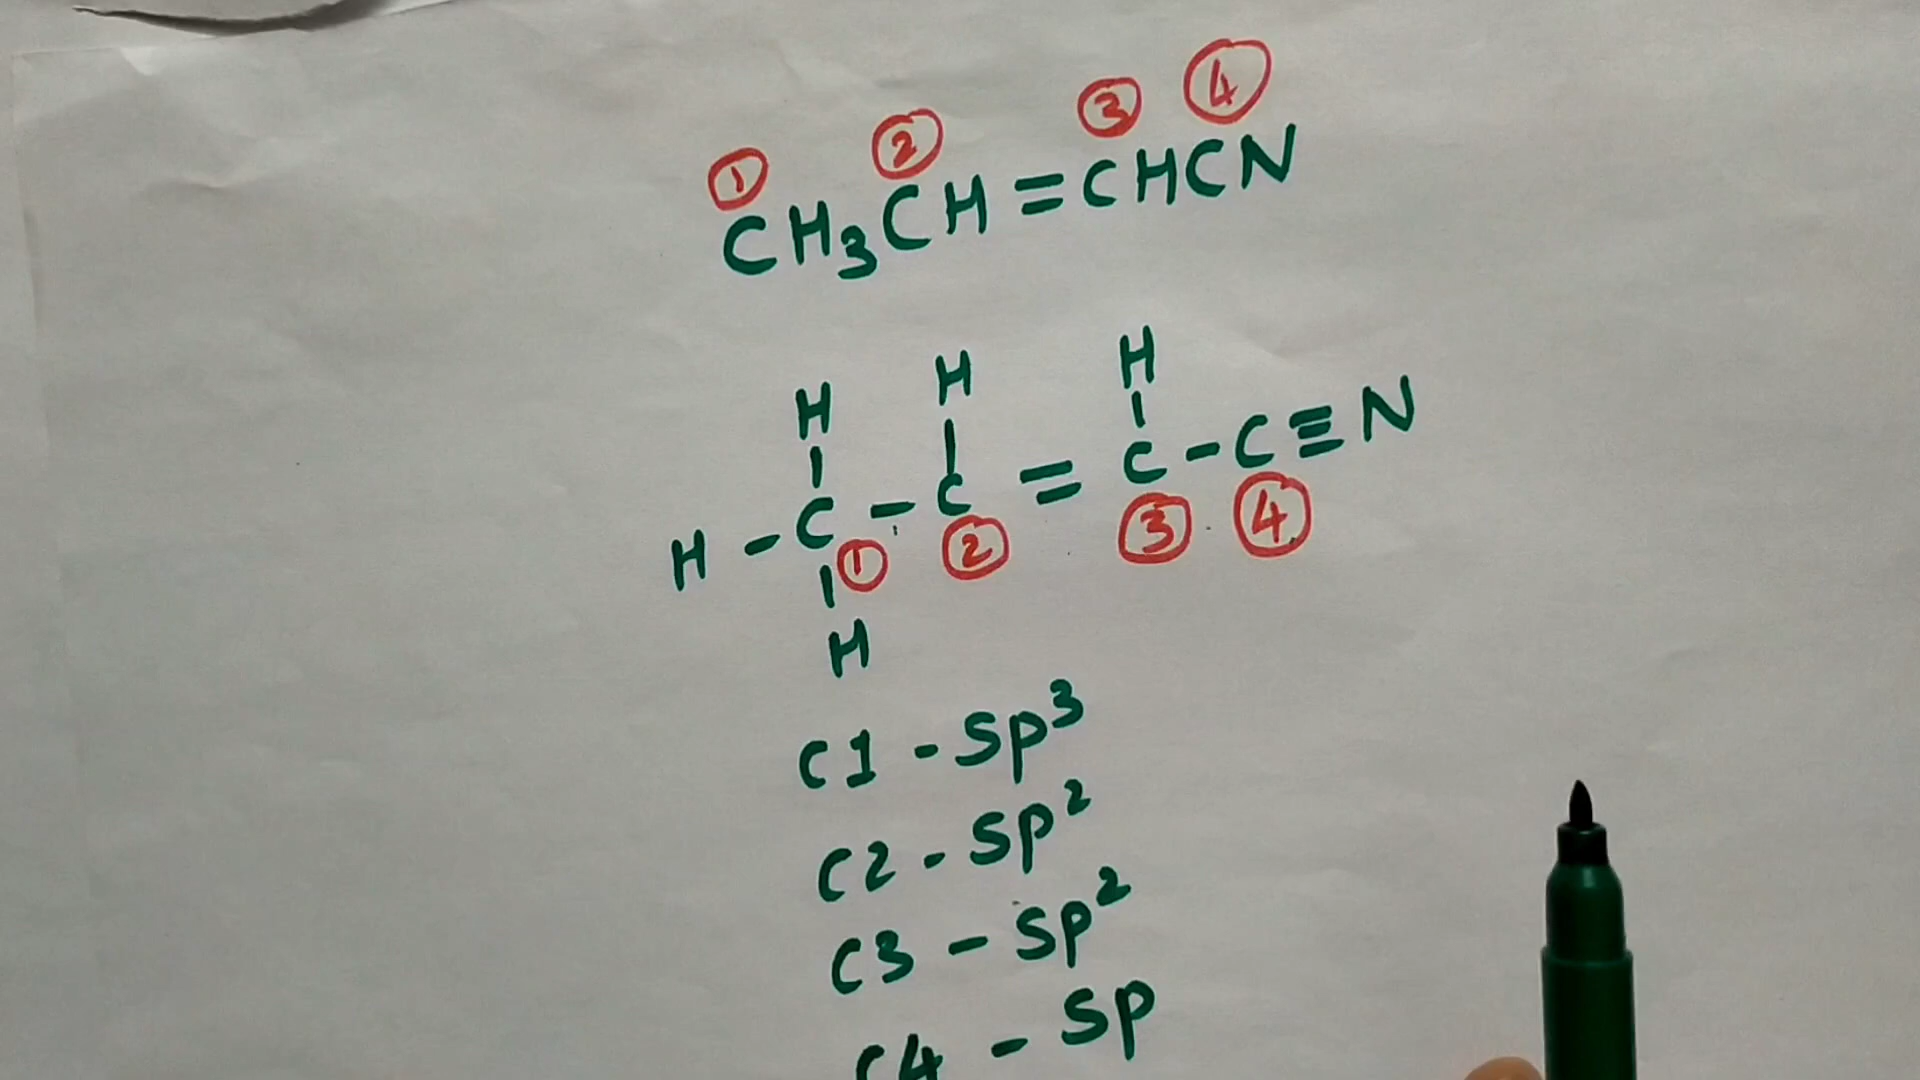 ① ② ③ ④
CH₃CH=CHCN
H H H
H-C-C=C-C≡N
① ② ③ ④
H
C1 - Sp³
C2 - Sp²
C3 - Sp²
C4 - Sp